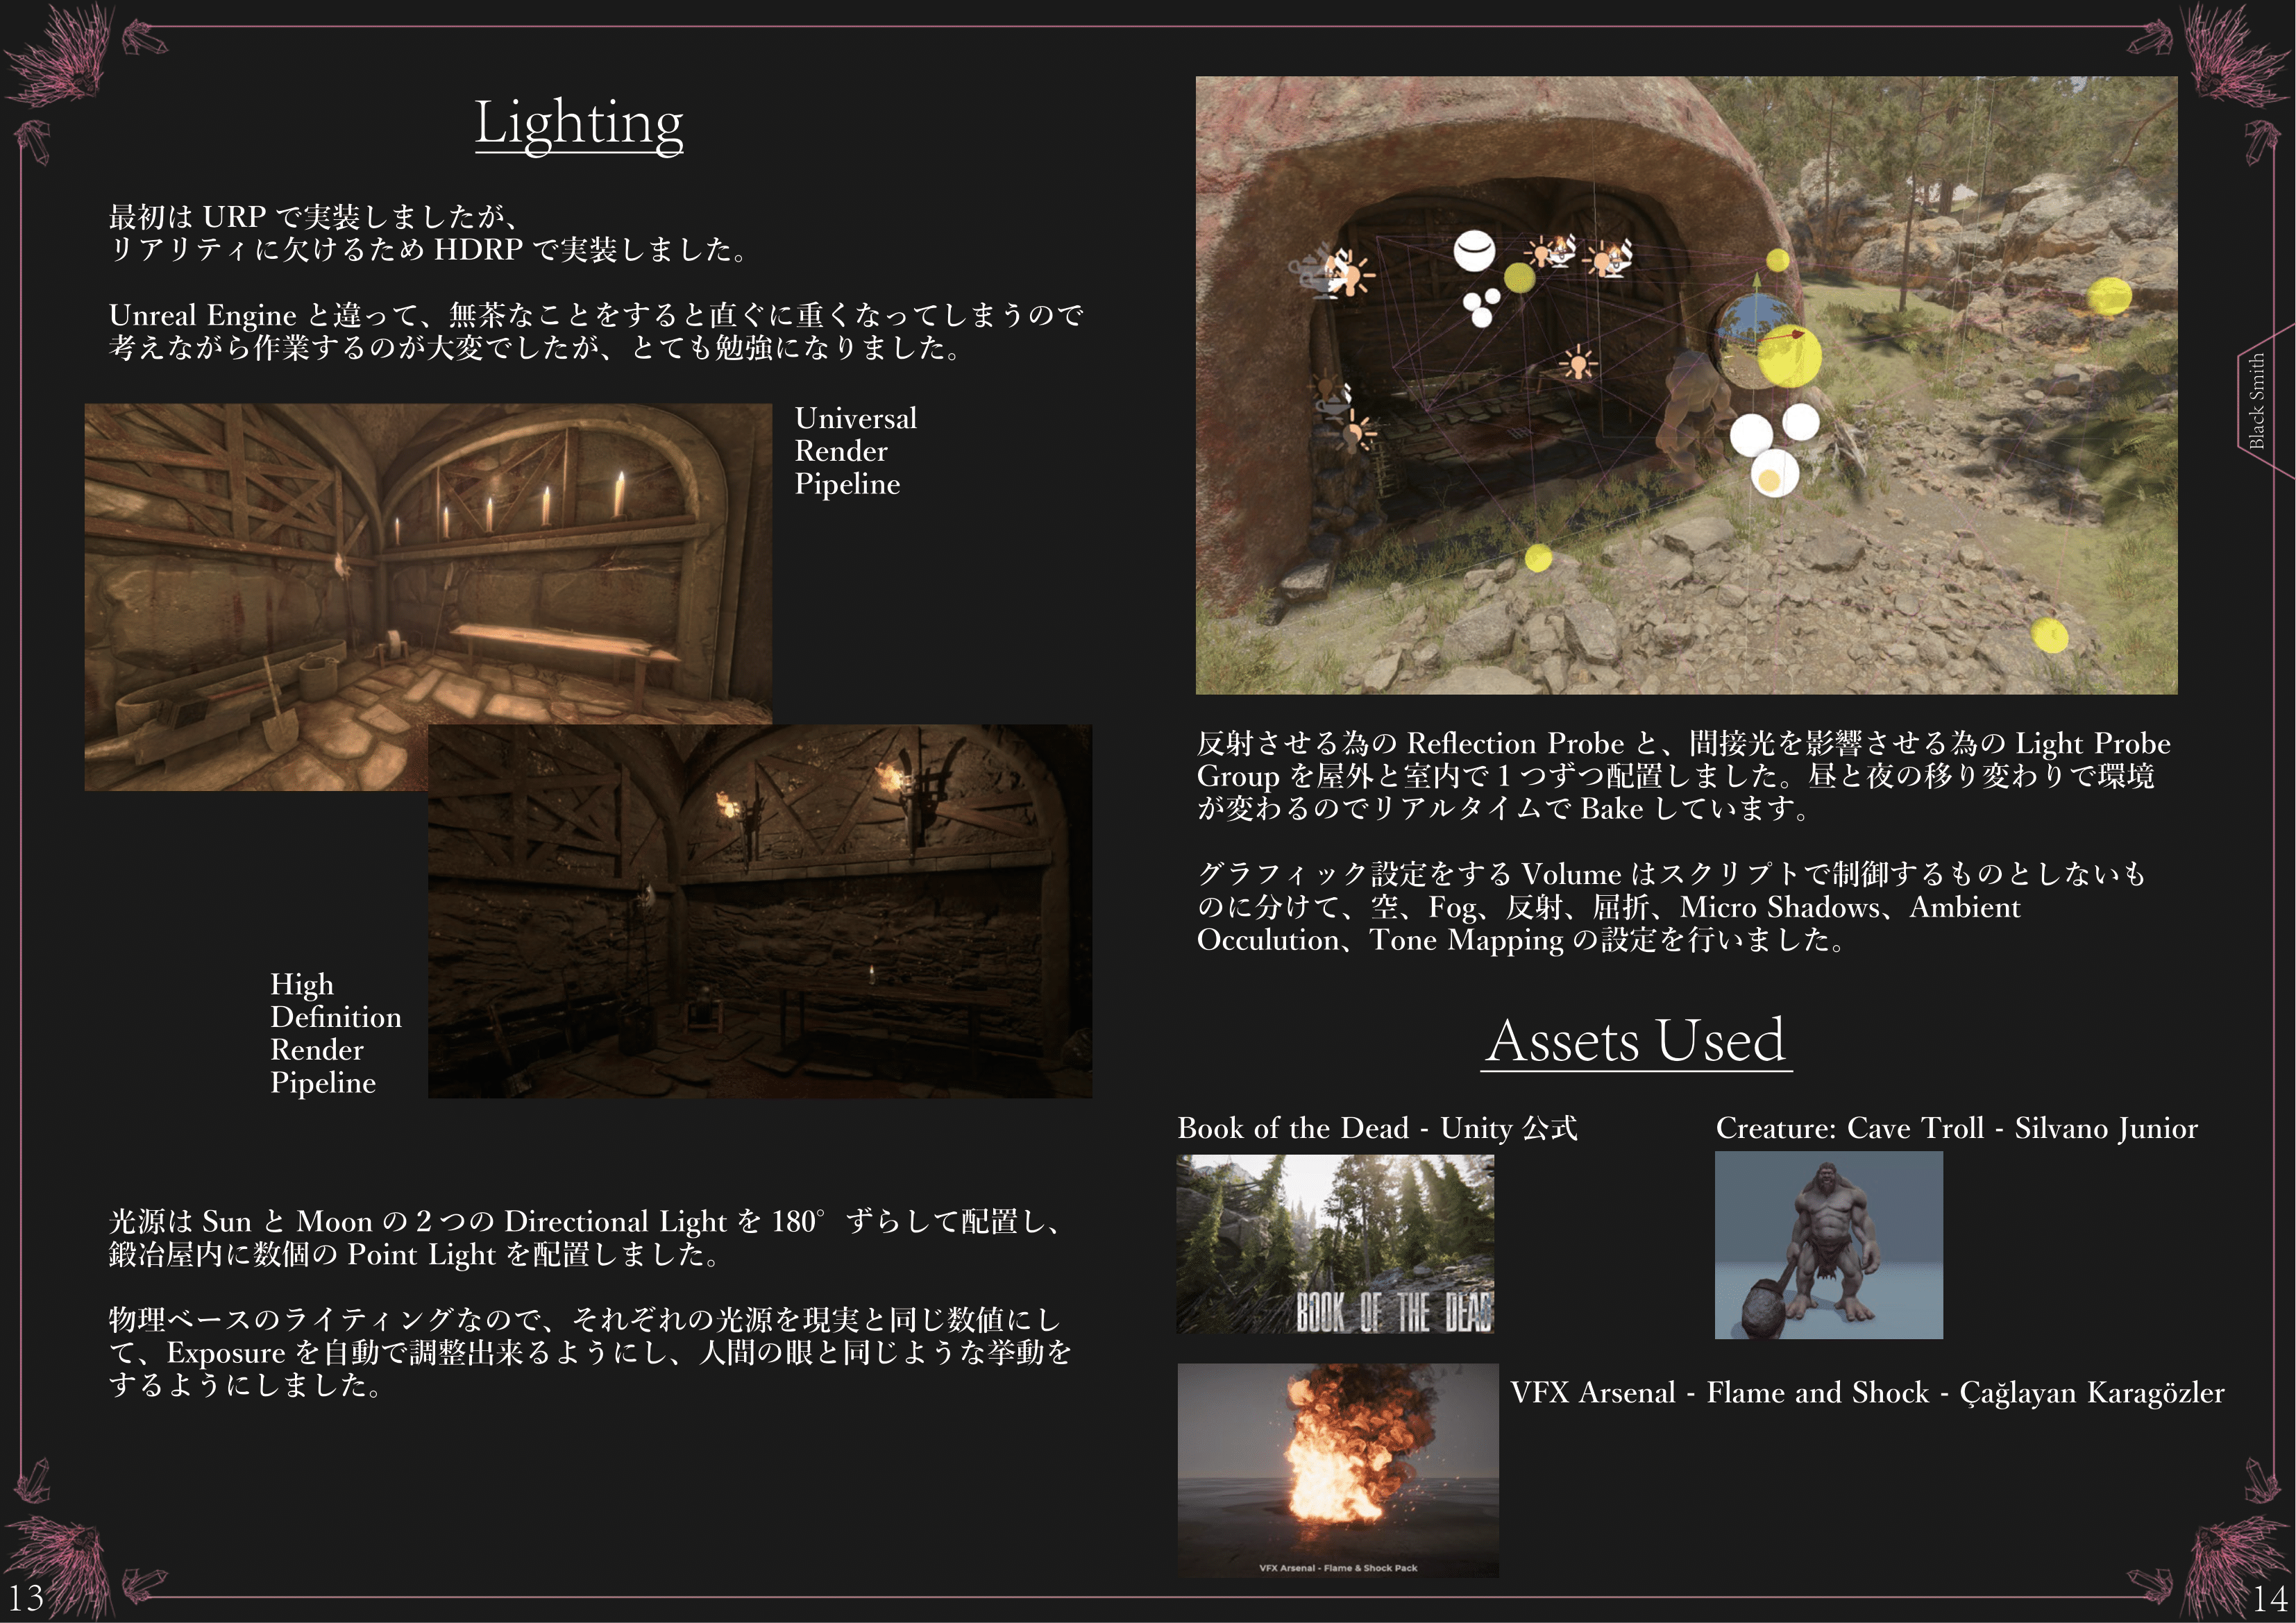 Lighting
最初は URP で実装しましたが、
リアリティに欠けるため HDRP で実装しました。
Unreal Engine と違って、無茶なことをすると直ぐに重くなってしまうので
考えながら作業するのが大変でしたが、とても勉強になりました。
Universal
Render
Pipeline
High
Definition
Render
Pipeline
光源は Sun と Moon の２つの Directional Light を 180°ずらして配置し、
鍛冶屋内に数個の Point Light を配置しました。
物理ベースのライティングなので、それぞれの光源を現実と同じ数値にし
て、Exposure を自動で調整出来るようにし、人間の眼と同じような挙動を
するようにしました。
13
反射させる為の Reflection Probe と、間接光を影響させる為の Light Probe
Group を屋外と室内で１つずつ配置しました。昼と夜の移り変わりで環境
が変わるのでリアルタイムで Bake しています。
グラフィック設定をする Volume はスクリプトで制御するものとしないも
のに分けて、空、Fog、反射、屈折、Micro Shadows、Ambient
Occulution、Tone Mapping の設定を行いました。
Assets Used
Book of the Dead - Unity 公式
BOOK OF THE DEAD
Creature: Cave Troll - Silvano Junior
VFX Arsenal - Flame and Shock - Çağlayan Karagözler
VFX Arsenal - Flame & Shock Pack
Black Smith
14